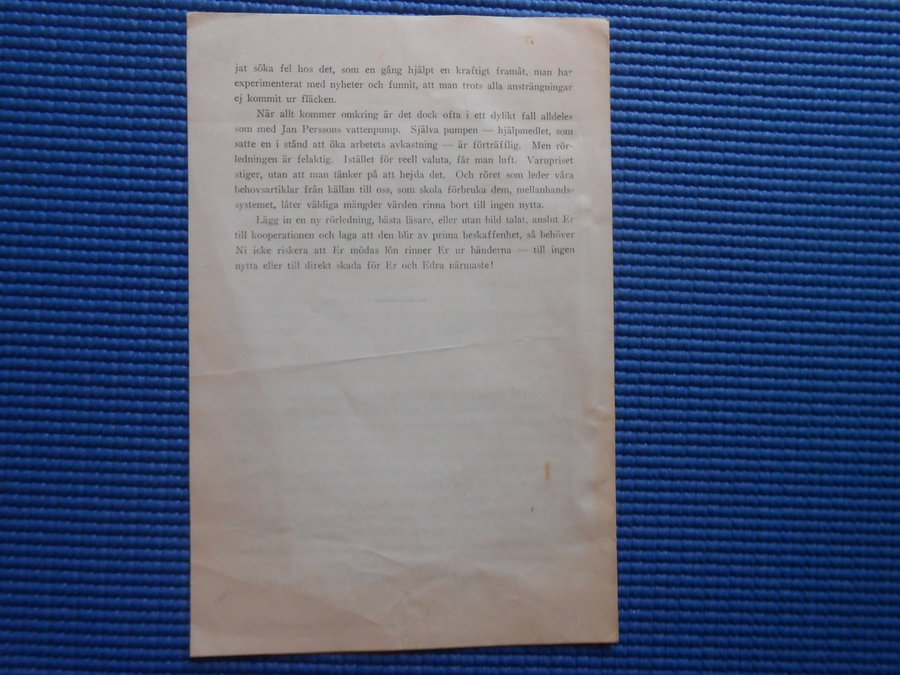 jat söka fel hos det, som en gång hjälpt en kraftigt framåt, man har
experimenterat med nyheter och funnit, att man trots alla ansträngningar
ej kommit ur fläcken.
När allt kommer omkring är det dock ofta i ett dylikt fall alldeles
som med Jan Perssons vattenpump. Själva pumpen — hjälpmedlet, som
satte en i stånd att öka arbetets avkastning — är förträfflig. Men rör-
ledningen är felaktig. Istället för reell valuta, får man luft. Varupriset
stiger, utan att man tänker på att hejda det. Och röret som leder våra
behovsartiklar från källan till oss, som skola förbruka dem, mellanhands-
systemet, låter väldiga mängder värden rinna bort till ingen nytta.
Lägg in en ny rörledning, bästa läsare, eller utan bild talat, anslut Er
till kooperationen och laga att den blir av prima beskaffenhet, så behöver
Ni icke riskera att Er mödas lön rinner Er ur händerna — till ingen
nytta eller till direkt skada för Er och Edra närmaste!